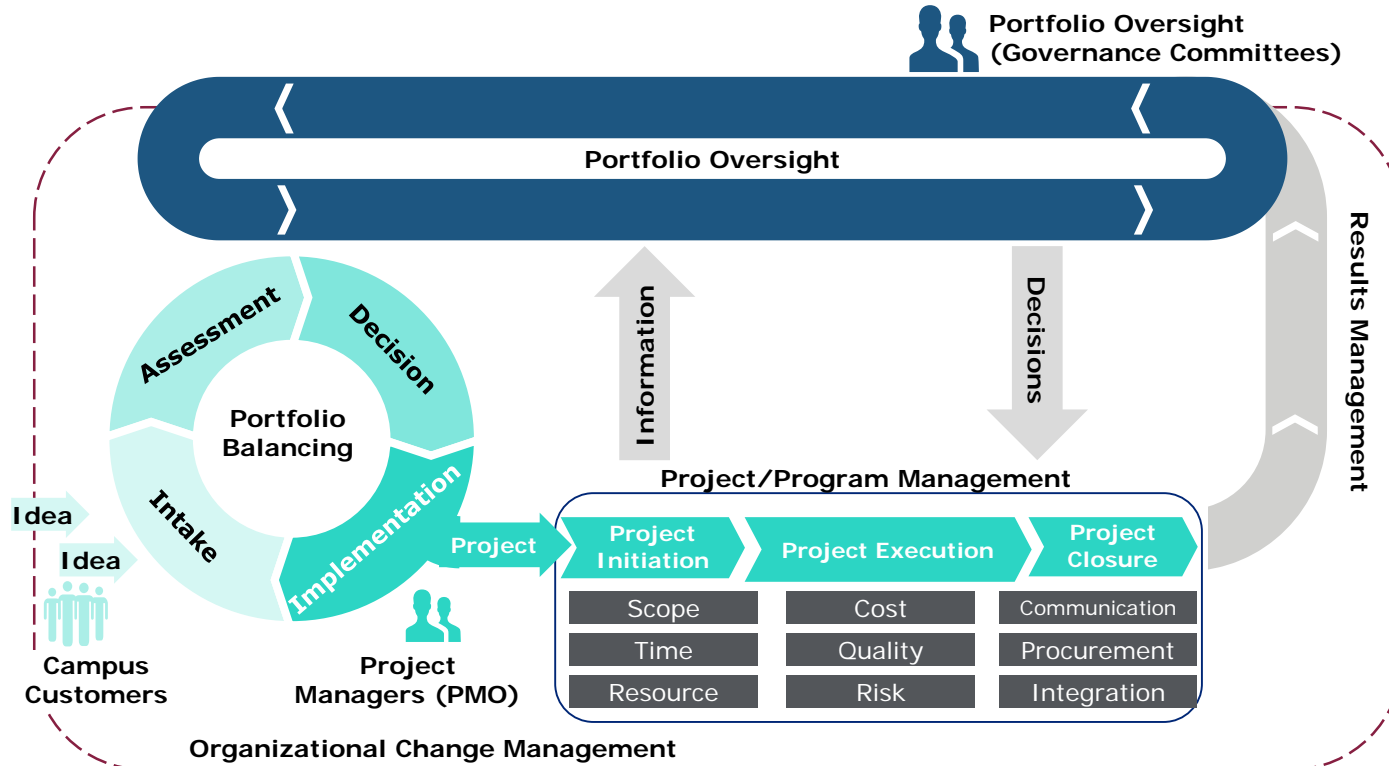 Portfolio Oversight
(Governance Committees)
Portfolio Oversight
Results Management
Information
Decisions
Assessment
Decision
Portfolio
Balancing
Intake
Implementation
Idea
Idea
Campus
Customers
Project
Project
Managers (PMO)
Project/Program Management
Project
Initiation
Project Execution
Project
Closure
Scope
Cost
Communication
Time
Quality
Procurement
Resource
Risk
Integration
Organizational Change Management